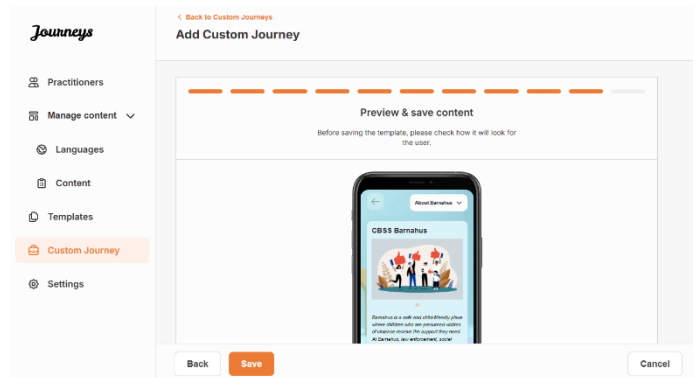 Journeys
Back to Custom Journeys
Add Custom Journey
Practitioners
Manage content
Languages
Content
Templates
Custom Journey
Settings
Preview & save content
Before saving the template, please check how it will look for
the user.
About Barnahus
CBSS Barnahus
Barnahus is a safe and child-friendly place
where children who are presumed victims
of violence receive the support they need.
At Barnahus, law enforcement, social
Back
Save
Cancel